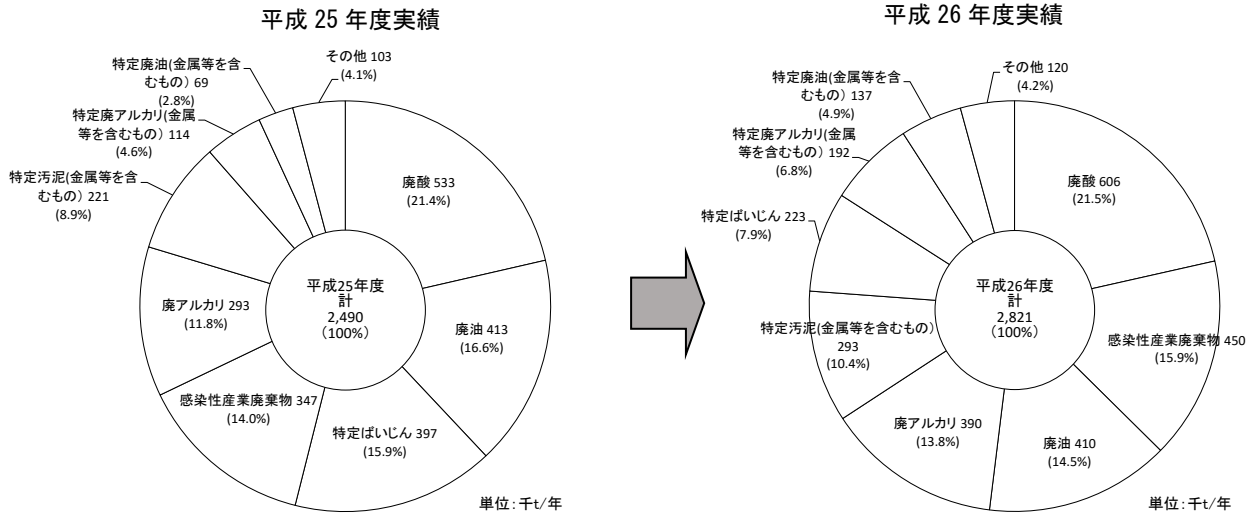 平成 25 年度実績
その他 103
(4.1%)
特定廃油(金属等を含
むもの) 69
(2.8%)
特定廃アルカリ(金属
等を含むもの) 114
(4.6%)
特定汚泥(金属等を含
むもの) 221
(8.9%)
廃酸 533
(21.4%)
廃アルカリ 293
(11.8%)
平成25年度
計
2,490
(100%)
廃油 413
(16.6%)
感染性産業廃棄物 347
(14.0%)
特定ばいじん 397
(15.9%)
単位:千t/年
平成 26 年度実績
その他 120
(4.2%)
特定廃油(金属等を含
むもの) 137
(4.9%)
特定廃アルカリ(金属
等を含むもの) 192
(6.8%)
特定ばいじん 223
(7.9%)
廃酸 606
(21.5%)
平成26年度
計
2,821
(100%)
特定汚泥(金属等を含むもの)
293
(10.4%)
感染性産業廃棄物 450
(15.9%)
廃アルカリ 390
(13.8%)
廃油 410
(14.5%)
単位:千t/年